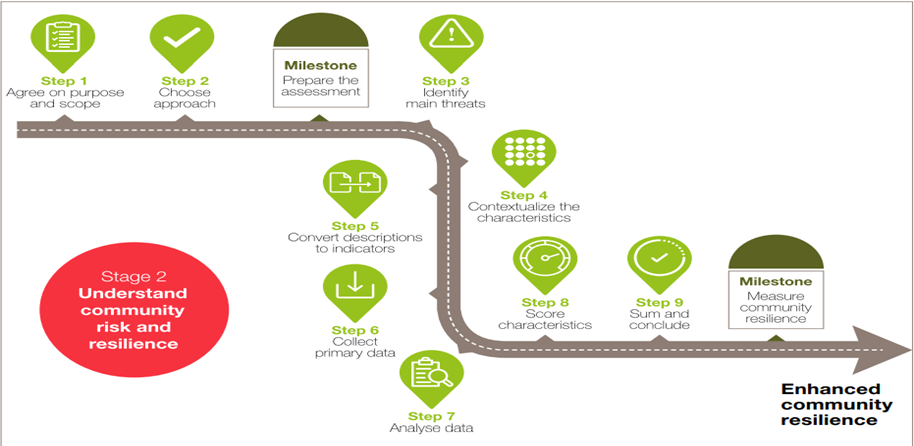 Step 1
Agree on purpose
and scope
Step 2
Choose
approach
Milestone
Prepare the
assessment
Step 3
Identify
main threats
Step 4
Contextualize the
characteristics
Step 5
Convert descriptions
to indicators
Stage 2
Understand
community
risk and
resilience
Step 6
Collect
primary data
Step 7
Analyse data
Step 8
Score
characteristics
Step 9
Sum and
conclude
Milestone
Measure
community
resilience
Enhanced
community
resilience